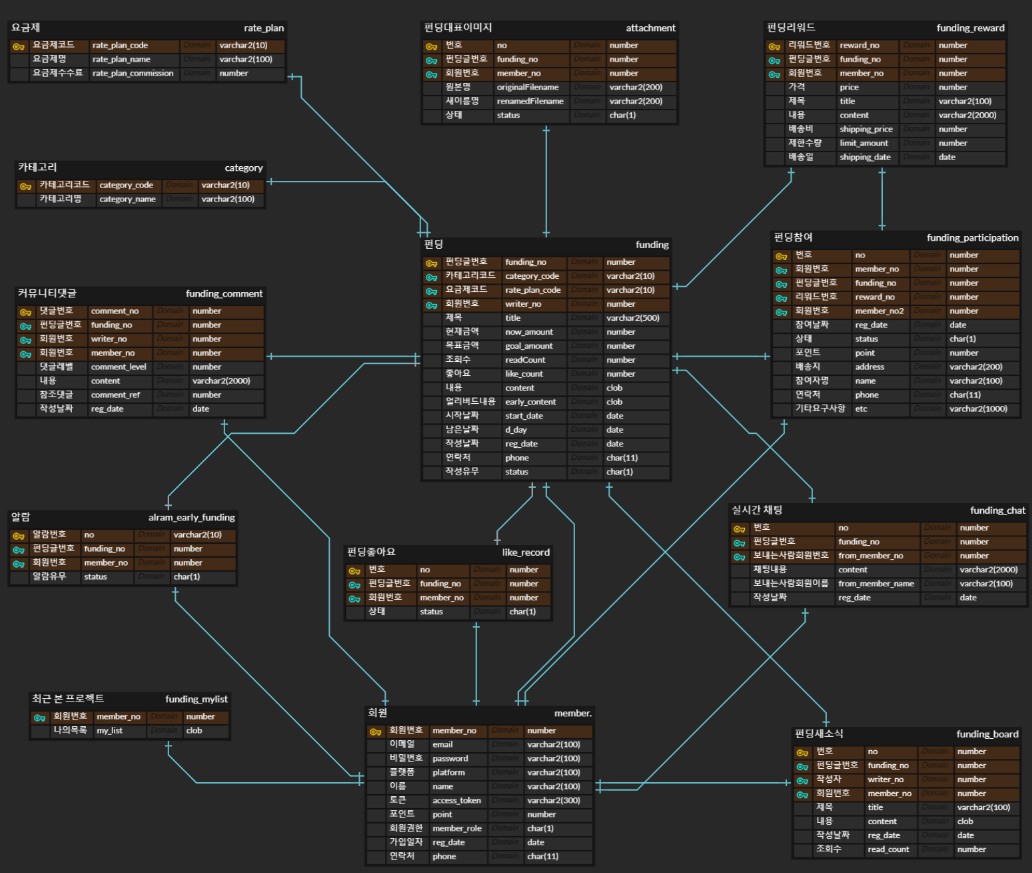 요금제 rate_plan
요금제코드 rate_plan_code Domain varchar2(10)
요금제명 rate_plan_name Domain varchar2(100)
요금제수수료 rate_plan_commission Domain number
펀딩대표이미지 attachment
번호 no Domain number
펀딩글번호 funding_no Domain number
회원번호 member_no Domain number
원본명 originalFilename Domain varchar2(200)
새이름명 renamedFilename Domain varchar2(200)
상태 status Domain char(1)
펀딩리워드 funding_reward
리워드번호 reward_no Domain number
펀딩글번호 funding_no Domain number
회원번호 member_no Domain number
가격 price Domain number
제목 title Domain varchar2(100)
내용 content Domain varchar2(2000)
배송비 shipping_price Domain number
제한수량 limit_amount Domain number
배송일 shipping_date Domain date
카테고리 category
카테고리코드 category_code Domain varchar2(10)
카테고리명 category_name Domain varchar2(100)
펀딩 funding
펀딩글번호 funding_no Domain number
카테고리코드 category_code Domain varchar2(10)
요금제코드 rate_plan_code Domain varchar2(10)
회원번호 writer_no Domain number
제목 title Domain varchar2(500)
현재금액 now_amount Domain number
목표금액 goal_amount Domain number
조회수 readCount Domain number
좋아요 like_count Domain number
내용 content Domain clob
얼리버드내용 early_content Domain clob
시작날짜 start_date Domain date
남은날짜 d_day Domain date
작성날짜 reg_date Domain date
연락처 phone Domain char(11)
작성유무 status Domain char(1)
펀딩참여 funding_participation
번호 no Domain number
회원번호 member_no Domain number
펀딩글번호 funding_no Domain number
리워드번호 reward_no Domain number
회원번호 member_no2 Domain number
참여날짜 reg_date Domain date
상태 status Domain char(1)
포인트 point Domain number
배송지 address Domain varchar2(200)
참여자명 name Domain varchar2(100)
연락처 phone Domain char(11)
기타요구사항 etc Domain varchar2(1000)
커뮤니티댓글 funding_comment
댓글번호 comment_no Domain number
펀딩글번호 funding_no Domain number
회원번호 writer_no Domain number
회원번호 member_no Domain number
댓글레벨 comment_level Domain number
내용 content Domain varchar2(2000)
참조댓글 comment_ref Domain number
작성날짜 reg_date Domain date
알람 alram_early_funding
알람번호 no Domain varchar2(10)
펀딩글번호 funding_no Domain number
회원번호 member_no Domain number
알람유무 status Domain char(1)
펀딩좋아요 like_record
번호 no Domain number
펀딩글번호 funding_no Domain number
회원번호 member_no Domain number
상태 status Domain char(1)
실시간 채팅 funding_chat
번호 no Domain number
펀딩글번호 funding_no Domain number
보내는사람회원번호 from_member_no Domain number
채팅내용 content Domain varchar2(2000)
보내는사람회원이름 from_member_name Domain varchar2(100)
작성날짜 reg_date Domain date
최근 본 프로젝트 funding_mylist
회원번호 member_no Domain number
나의목록 my_list Domain clob
회원 member.
회원번호 member_no Domain number
이메일 email Domain varchar2(100)
비밀번호 password Domain varchar2(100)
플랫폼 platform Domain varchar2(100)
이름 name Domain varchar2(100)
토큰 access_token Domain varchar2(300)
포인트 point Domain number
회원권한 member_role Domain char(1)
가입일자 reg_date Domain date
연락처 phone Domain char(11)
펀딩새소식 funding_board
번호 no Domain number
펀딩글번호 funding_no Domain number
작성자 writer_no Domain number
회원번호 member_no Domain number
제목 title Domain varchar2(100)
내용 content Domain clob
작성날짜 reg_date Domain date
조회수 read_count Domain number